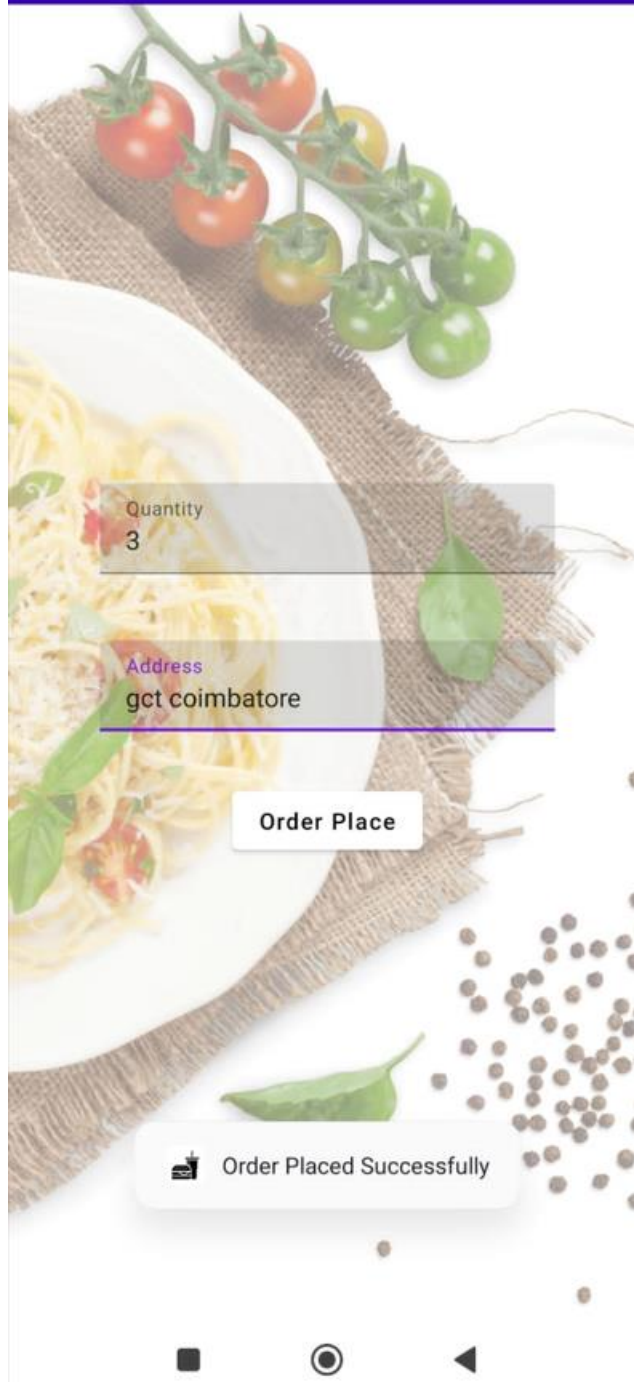 Quantity
3
Address
gct coimbatore
Order Place
Order Placed Successfully